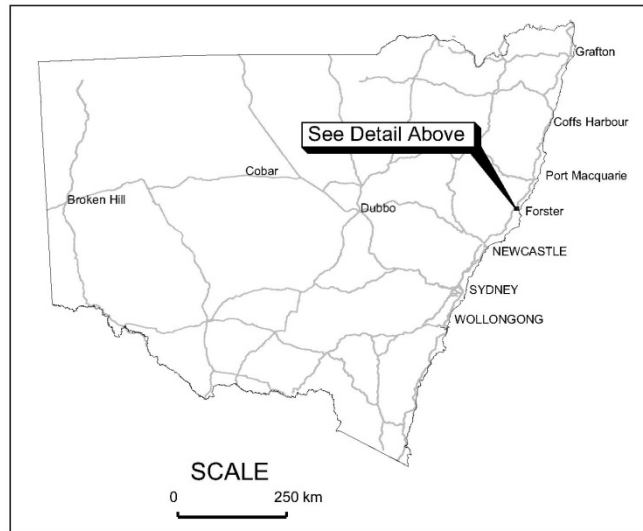 Grafton
Coffs Harbour
See Detail Above
Port Macquarie
Cobar
Broken Hill
Dubbo
Forster
NEWCASTLE
SYDNEY
WOLLONGONG
SCALE
0 250 km